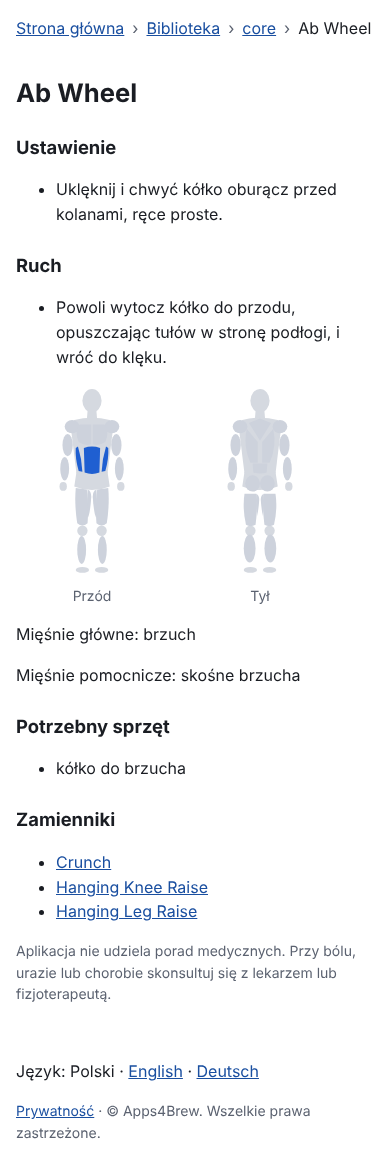 Strona główna › Biblioteka › core › Ab Wheel
Ab Wheel
Ustawienie
• Uklęknij i chwyć kółko oburącz przed
kolanami, ręce proste.
Ruch
• Powoli wytocz kółko do przodu,
opuszczając tułów w stronę podłogi, i
wróć do klęku.
Przód
Tył
Mięśnie główne: brzuch
Mięśnie pomocnicze: skośne brzucha
Potrzebny sprzęt
• kółko do brzucha
Zamienniki
• Crunch
• Hanging Knee Raise
• Hanging Leg Raise
Aplikacja nie udziela porad medycznych. Przy bólu,
urazie lub chorobie skonsultuj się z lekarzem lub
fizjoterapeutą.
Język: Polski · English · Deutsch
Prywatność · © Apps4Brew. Wszelkie prawa
zastrzeżone.